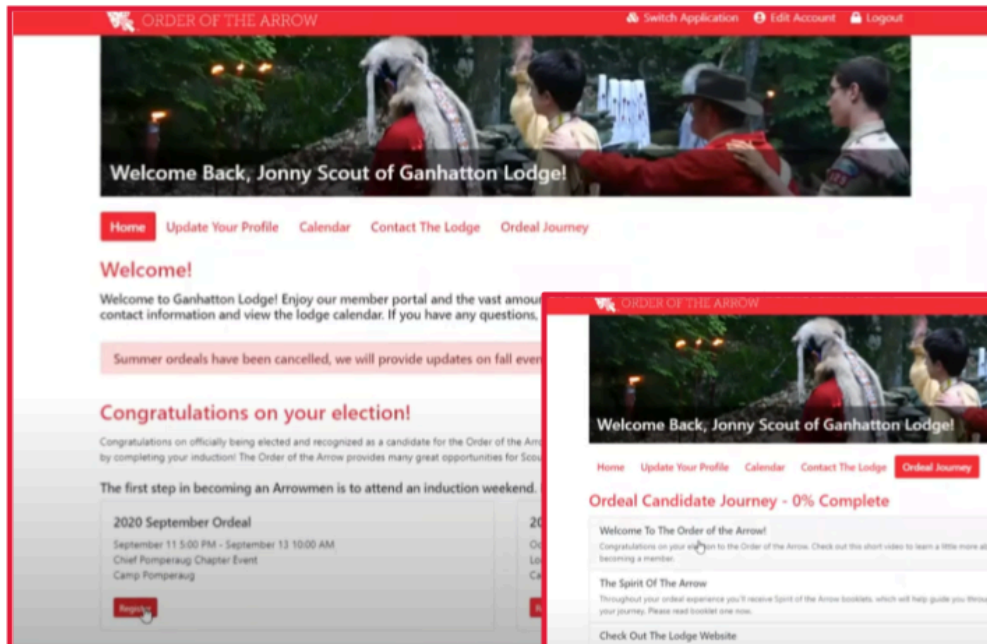 ORDER OF THE ARROW
Switch Application Edit Account Logout
Welcome Back, Jonny Scout of Ganhatton Lodge!
Home Update Your Profile Calendar Contact The Lodge Ordeal Journey
Welcome!
Welcome to Ganhatton Lodge! Enjoy our member portal and the vast
contact information and view the lodge calendar. If you have any questions,
Summer ordeals have been cancelled, we will provide updates on fall
Congratulations on your election!
Congratulations on officially being elected and recognized as a candidate for the Order of the
by completing your induction! The Order of the Arrow provides many great opportunities for
The first step in becoming an Arrowmen is to attend an induction weekend.
2020 September Ordeal
September 11 5:00 PM - September 13 10:00 AM
Chief Pomperaug Chapter Event
Camp Pomperaug
Register
20
ORDER OF THE ARROW
Welcome Back, Jonny Scout of Ganhatton Lodge!
Home Update Your Profile Calendar Contact The Lodge Ordeal Journey
Ordeal Candidate Journey - 0% Complete
Welcome To The Order of the Arrow!
Congratulations on your election to the Order of the Arrow. Check out this short video to learn a little more
becoming a member.
The Spirit Of The Arrow
Throughout your ordeal experience you'll receive Spirit of the Arrow booklets, which will help guide you
your journey. Please read booklet one now.
Check Out The Lodge Website